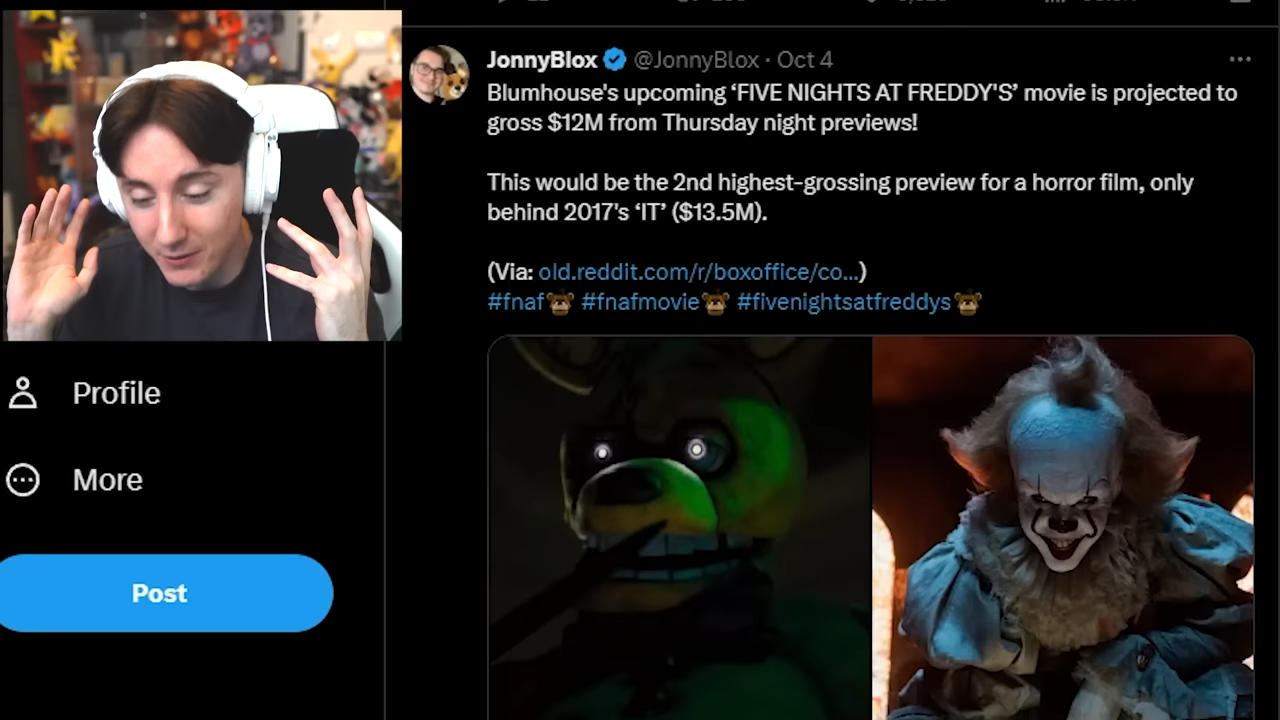 JonnyBlox @JonnyBlox · Oct 4
Blumhouse's upcoming ‘FIVE NIGHTS AT FREDDY'S’ movie is projected to
gross $12M from Thursday night previews!
This would be the 2nd highest-grossing preview for a horror film, only
behind 2017's ‘IT’ ($13.5M).
(Via: old.reddit.com/r/boxoffice/co...)
#fnaf #fnafmovie #fivenightsatfreddys
Profile
More
Post